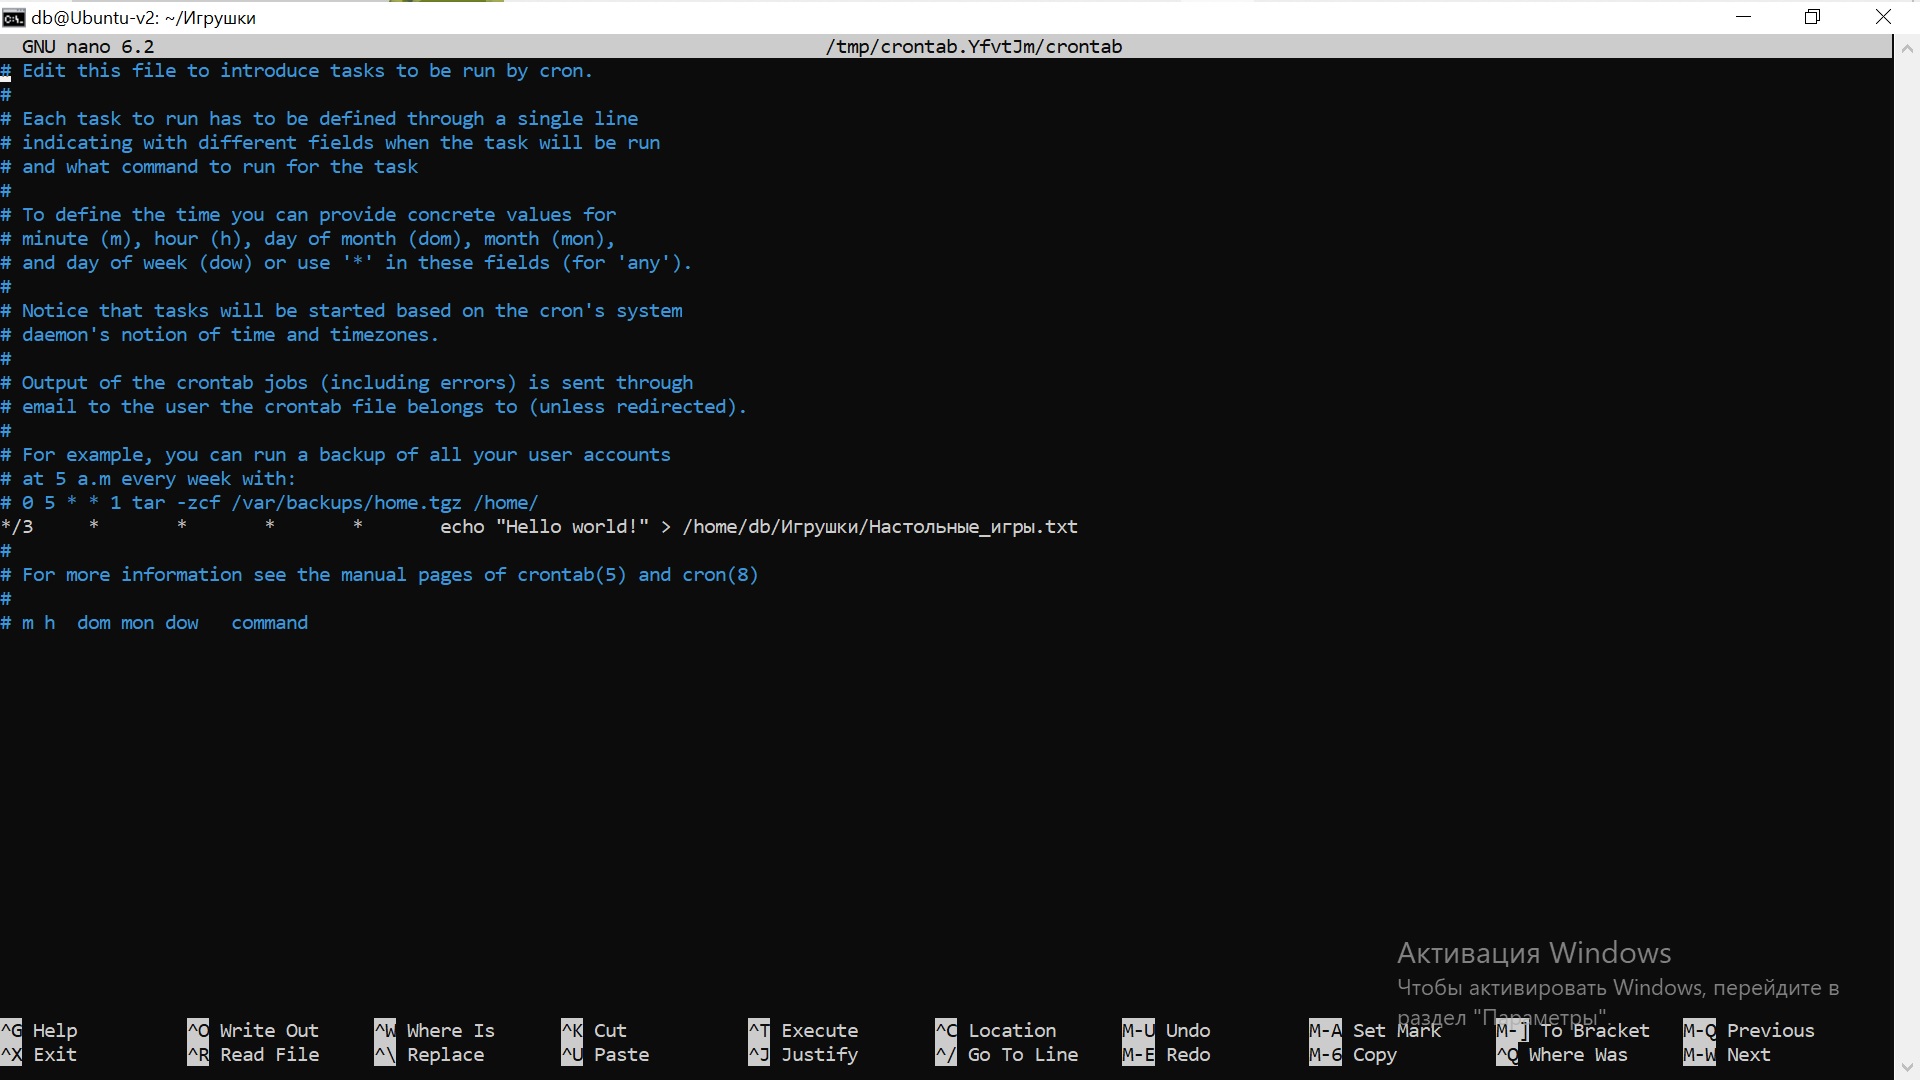 db@Ubuntu-v2: ~/Игрушки
GNU nano 6.2 /tmp/crontab.YfvtJm/crontab
# Edit this file to introduce tasks to be run by cron.
#
# Each task to run has to be defined through a single line
# indicating with different fields when the task will be run
# and what command to run for the task
#
# To define the time you can provide concrete values for
# minute (m), hour (h), day of month (dom), month (mon),
# and day of week (dow) or use '*' in these fields (for 'any').
#
# Notice that tasks will be started based on the cron's system
# daemon's notion of time and timezones.
#
# Output of the crontab jobs (including errors) is sent through
# email to the user the crontab file belongs to (unless redirected).
#
# For example, you can run a backup of all your user accounts
# at 5 a.m every week with:
# 0 5 * * 1 tar -zcf /var/backups/home.tgz /home/
*/3 * * * * echo "Hello world!" > /home/db/Игрушки/Настольные_игры.txt
#
# For more information see the manual pages of crontab(5) and cron(8)
#
# m h  dom mon dow   command
Активация Windows
Чтобы активировать Windows, перейдите в
раздел "Параметры".
^G Help ^O Write Out ^W Where Is ^K Cut ^T Execute ^C Location M-U Undo M-A Set Mark M-] To Bracket M-Q Previous
^X Exit ^R Read File ^\ Replace ^U Paste ^J Justify ^/ Go To Line M-E Redo M-6 Copy ^Q Where Was M-W Next